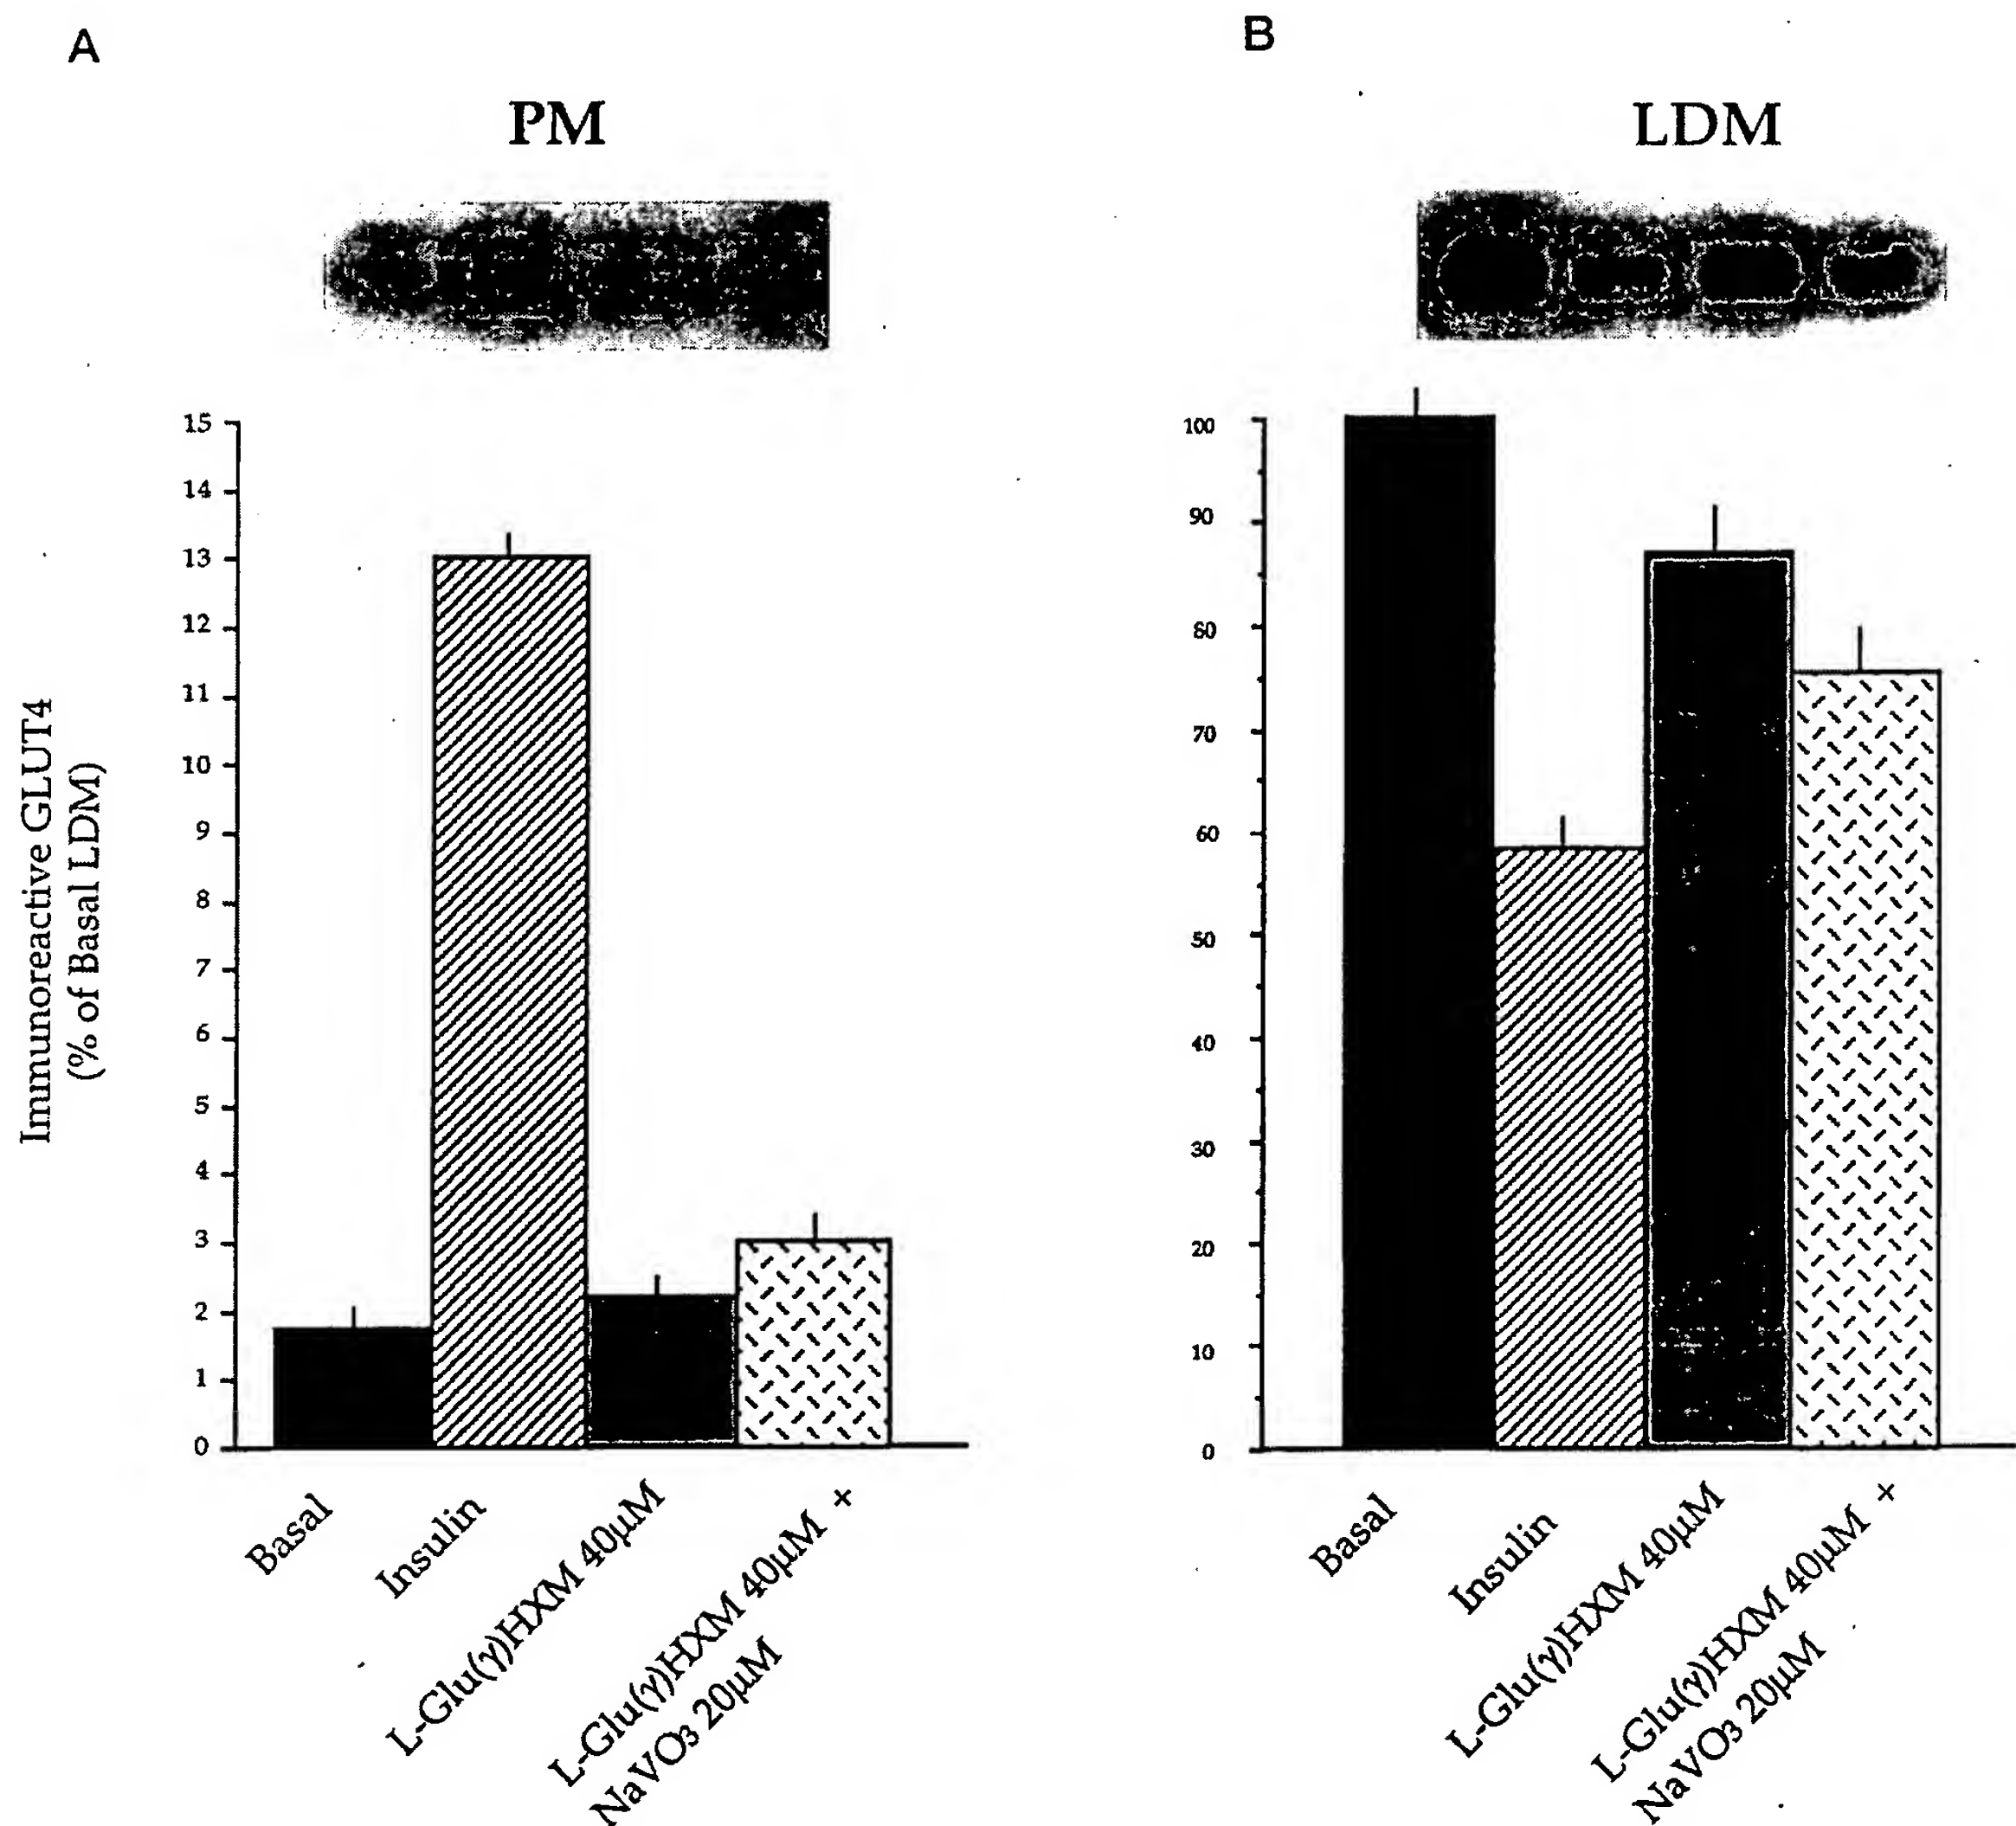 A
PM
15
14
13
12
11
10
9
8
7
6
5
4
3
2
1
0
Immunoreactive GLUT4
(% of Basal LDM)
Basal
Insulin
L-Glu(γ)HXM 40μM
L-Glu(γ)HXM 40μM +
NaVO₃ 20μM
B
LDM
100
90
80
70
60
50
40
30
20
10
0
Basal
Insulin
L-Glu(γ)HXM 40μM
L-Glu(γ)HXM 40μM +
NaVO₃ 20μM